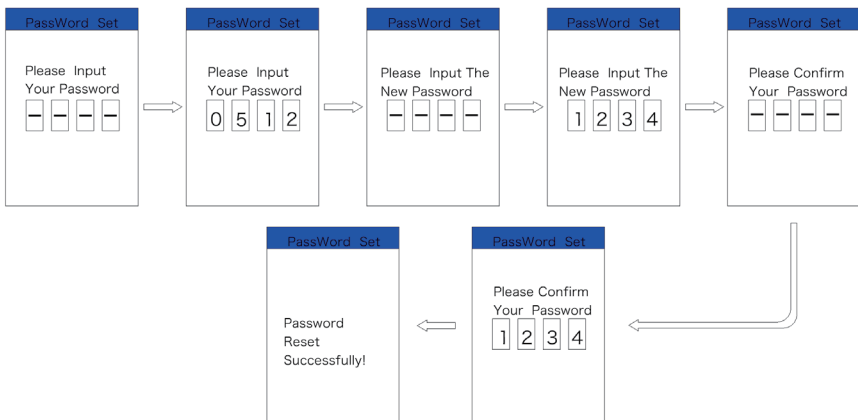 PassWord Set
Please Input
Your Password
– – – –
PassWord Set
Please Input
Your Password
0 5 1 2
PassWord Set
Please Input The
New Password
– – – –
PassWord Set
Please Input The
New Password
1 2 3 4
PassWord Set
Please Confirm
Your Password
– – – –
PassWord Set
Please Confirm
Your Password
1 2 3 4
PassWord Set
Password
Reset
Successfully!